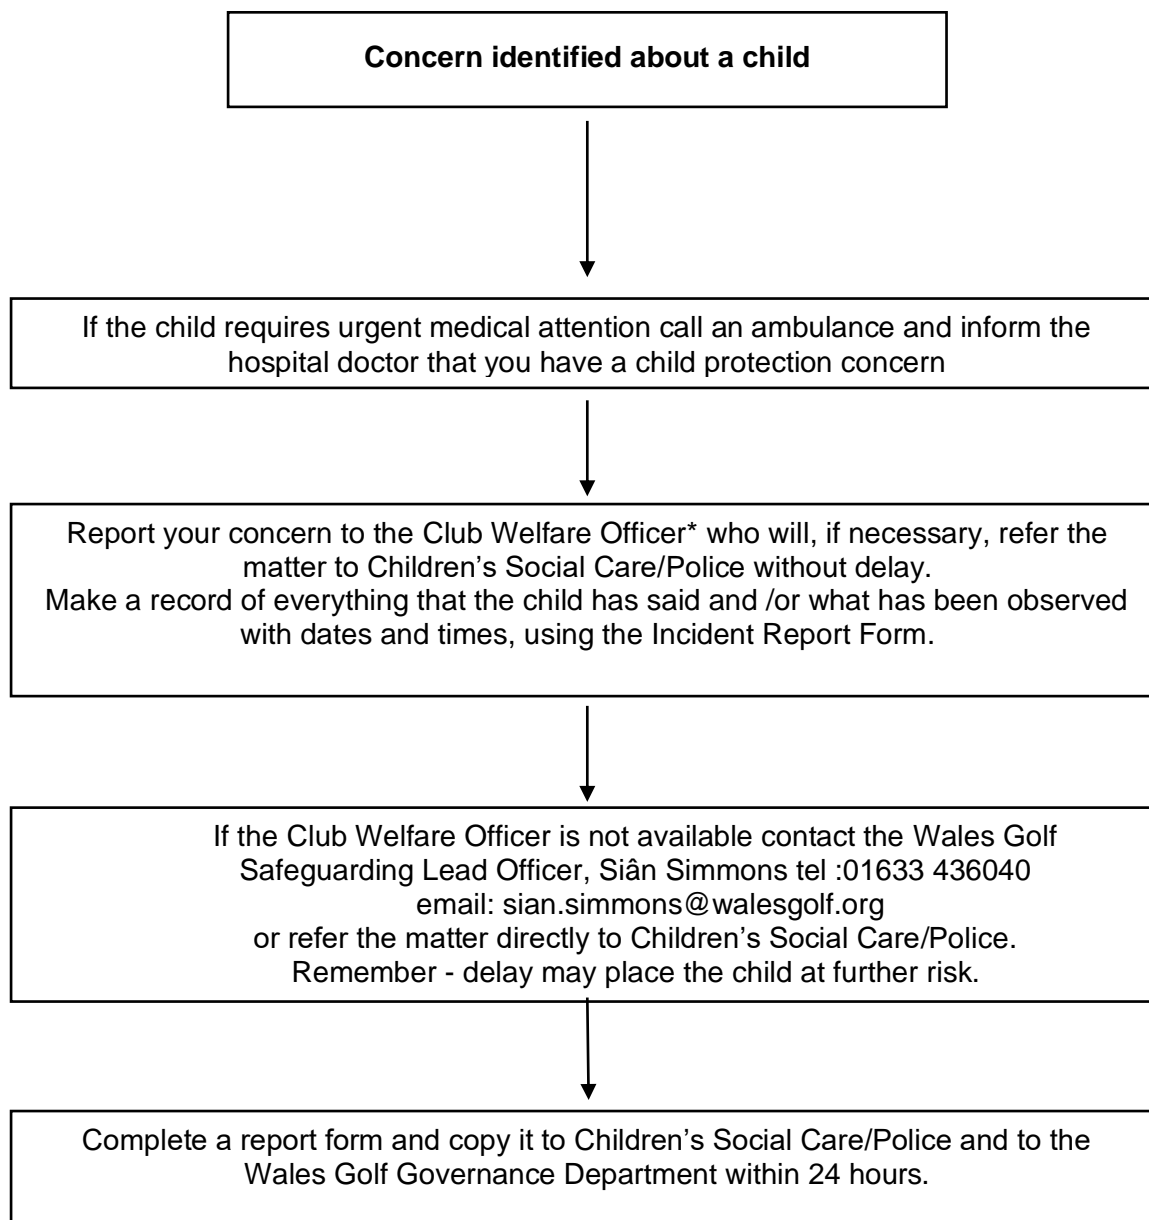 Concern identified about a child
If the child requires urgent medical attention call an ambulance and inform the
hospital doctor that you have a child protection concern
Report your concern to the Club Welfare Officer* who will, if necessary, refer the
matter to Children’s Social Care/Police without delay.
Make a record of everything that the child has said and /or what has been observed
with dates and times, using the Incident Report Form.
If the Club Welfare Officer is not available contact the Wales Golf
Safeguarding Lead Officer, Siân Simmons tel :01633 436040
email: sian.simmons@walesgolf.org
or refer the matter directly to Children’s Social Care/Police.
Remember - delay may place the child at further risk.
Complete a report form and copy it to Children’s Social Care/Police and to the
Wales Golf Governance Department within 24 hours.